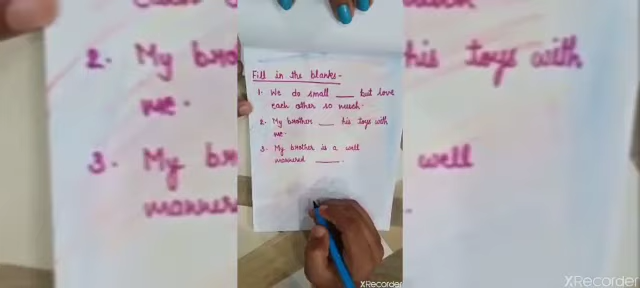 Fill in the blanks -
1. We do small ___ but love
each other so much.
2. My brother ___ his toys with
me.
3. My brother is a well
mannered ___.
2. My bro
me.
3. My br
manner
his toys with
well
XRecorder
XRecorder